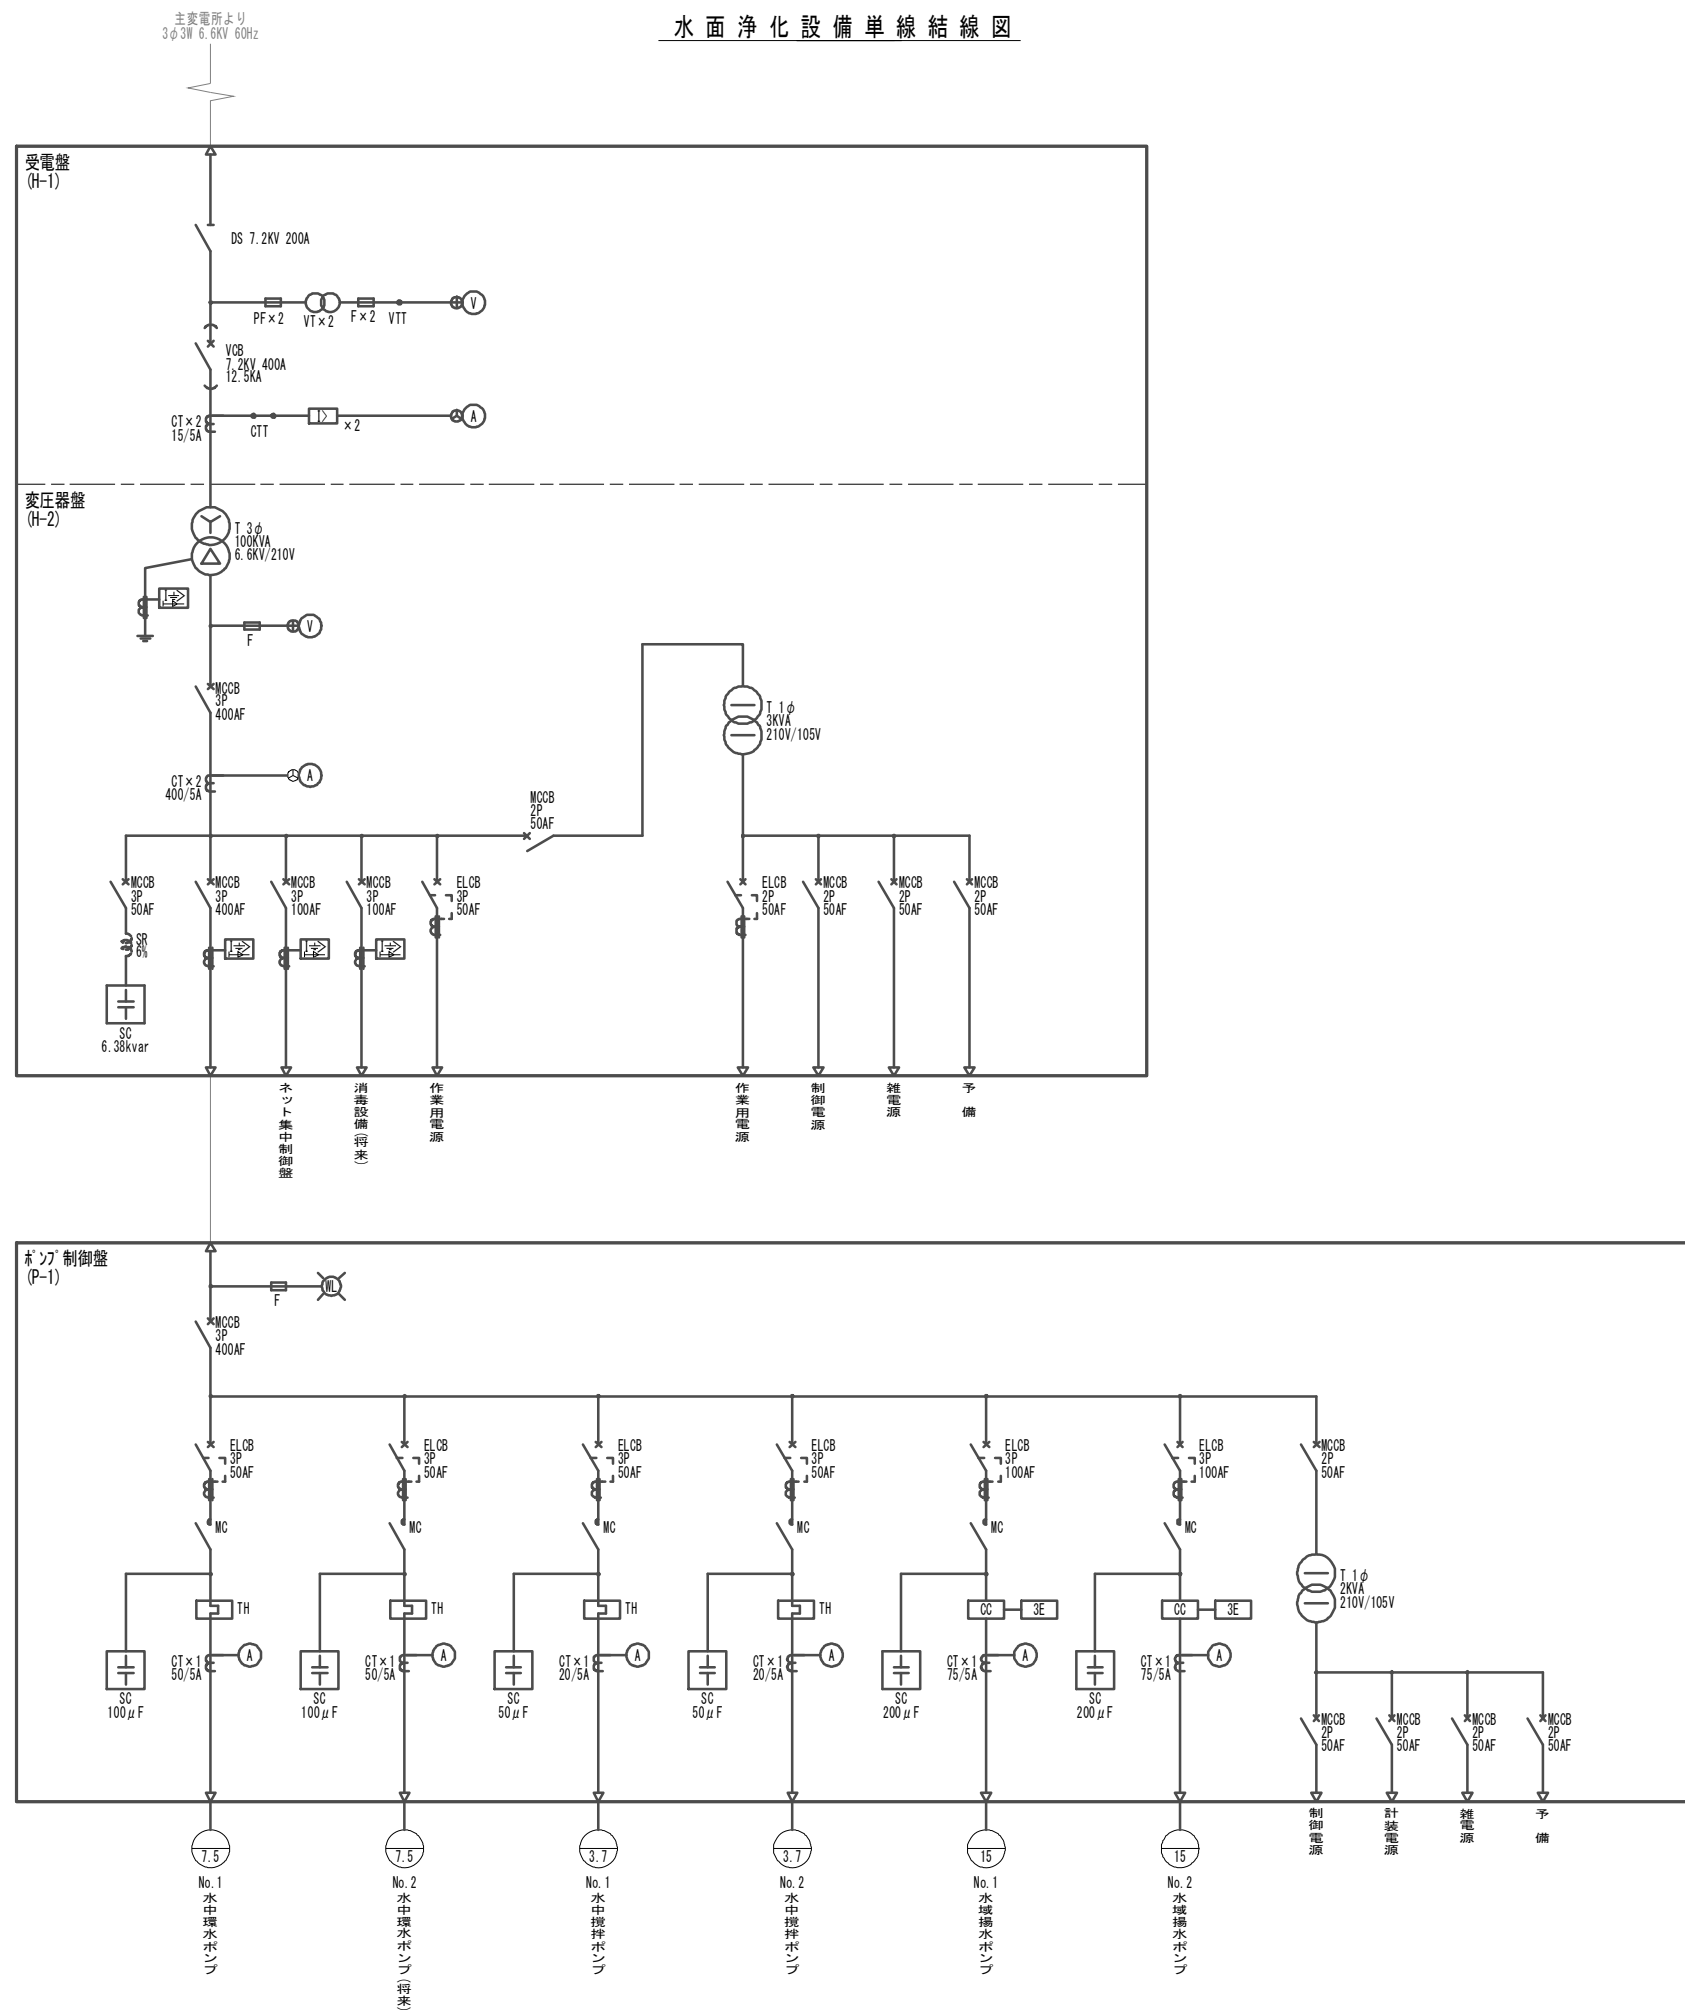 主変電所より
3φ3W 6.6KV 60Hz
水面浄化設備単線結線図
受電盤
(H-1)
DS 7.2KV 200A
PF×2
VT×2
F×2
VTT
V
VCB
7.2KV 400A
12.5KA
CT×2
15/5A
CTT
I>
×2
A
変圧器盤
(H-2)
T 3φ
100KVA
6.6KV/210V
F
V
MCCB
3P
400AF
T 1φ
3KVA
210V/105V
CT×2
400/5A
A
MCCB
2P
50AF
MCCB
3P
50AF
MCCB
3P
400AF
MCCB
3P
100AF
MCCB
3P
100AF
ELCB
3P
50AF
ELCB
2P
50AF
MCCB
2P
50AF
MCCB
2P
50AF
MCCB
2P
50AF
SR
6%
SC
6.38kvar
ネット集中制御盤
消毒設備(将来)
作業用電源
作業用電源
制御電源
雑電源
予備
ポンプ制御盤
(P-1)
F
WL
MCCB
3P
400AF
ELCB
3P
50AF
ELCB
3P
50AF
ELCB
3P
50AF
ELCB
3P
50AF
ELCB
3P
100AF
ELCB
3P
100AF
MCCB
2P
50AF
MC
MC
MC
MC
MC
MC
T 1φ
2KVA
210V/105V
TH
TH
TH
TH
CC
3E
CC
3E
CT×1
50/5A
A
CT×1
50/5A
A
CT×1
20/5A
A
CT×1
20/5A
A
CT×1
75/5A
A
CT×1
75/5A
A
SC
100μF
SC
100μF
SC
50μF
SC
50μF
SC
200μF
SC
200μF
MCCB
2P
50AF
MCCB
2P
50AF
MCCB
2P
50AF
MCCB
2P
50AF
制御電源
計装電源
雑電源
予備
7.5
7.5
3.7
3.7
15
15
No.1
水中環水ポンプ
No.2
水中環水ポンプ(将来)
No.1
水中撹拌ポンプ
No.2
水中撹拌ポンプ
No.1
水域揚水ポンプ
No.2
水域揚水ポンプ